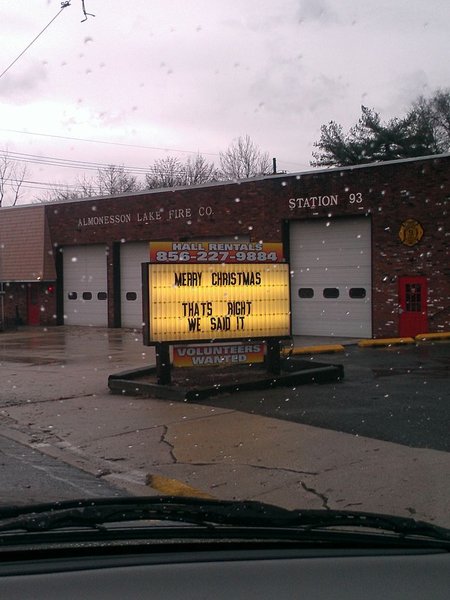 ALMONESSON LAKE FIRE CO.
STATION 93
HALL RENTALS
856-227-9884
MERRY CHRISTMAS
THATS RIGHT
WE SAID IT
VOLUNTEERS
WANTED